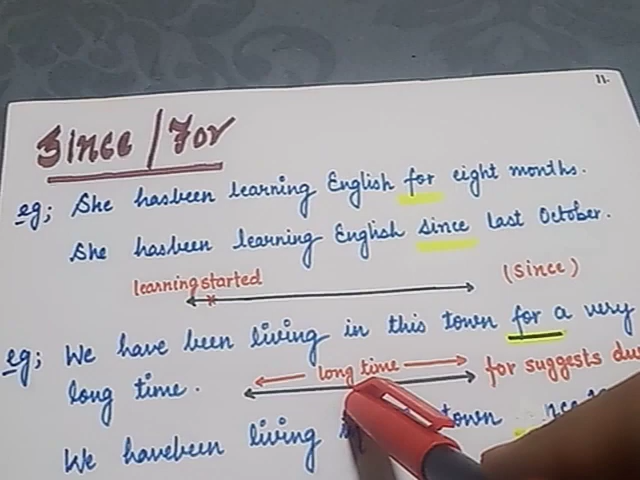 11.
Since / For
eg; She hasbeen learning English for eight months.
She hasbeen learning English since last October.
learning started
(Since)
eg; We have been living in this town for a very
long time.
long time
for suggests du
We havebeen living town